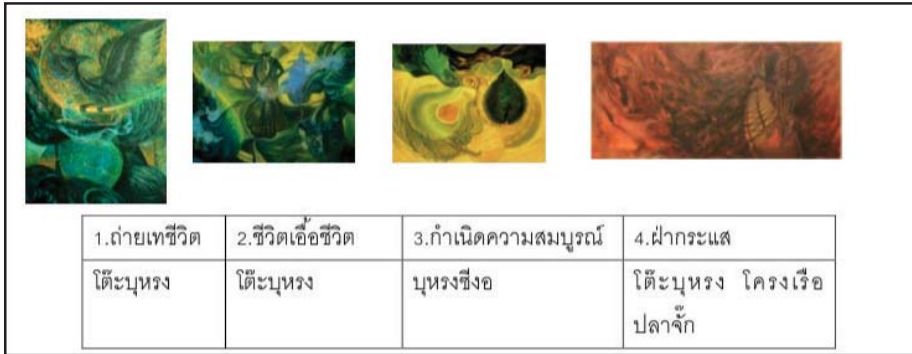 1.ถ่ายเทชีวิต 2.ชีวิตเอื้อชีวิต 3.กำเนิดความสมบูรณ์ 4.ฝ่ากระแส
โต๊ะบุหรง โต๊ะบุหรง บุหรงซีงอ โต๊ะบุหรง โครงเรือ
ปลาจั๊ก